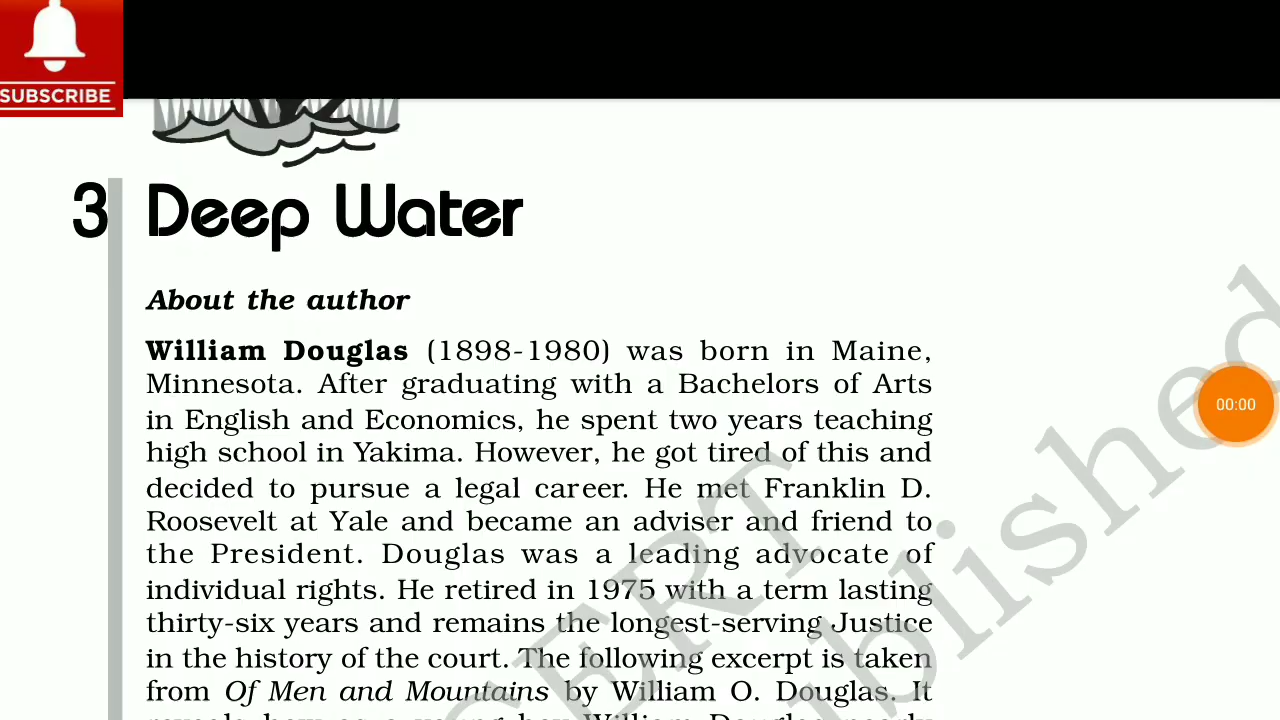 SUBSCRIBE
3 Deep Water
About the author
William Douglas (1898-1980) was born in Maine,
Minnesota. After graduating with a Bachelors of Arts
in English and Economics, he spent two years teaching
high school in Yakima. However, he got tired of this and
decided to pursue a legal career. He met Franklin D.
Roosevelt at Yale and became an adviser and friend to
the President. Douglas was a leading advocate of
individual rights. He retired in 1975 with a term lasting
thirty-six years and remains the longest-serving Justice
in the history of the court. The following excerpt is taken
from Of Men and Mountains by William O. Douglas. It
00:00